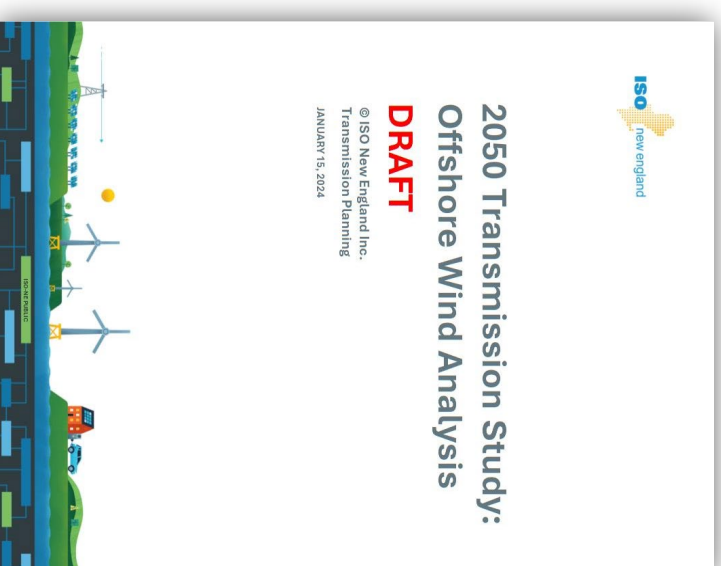 ISO new england
2050 Transmission Study:
Offshore Wind Analysis
DRAFT
© ISO New England Inc.
Transmission Planning
JANUARY 15, 2024
ISO-NE PUBLIC